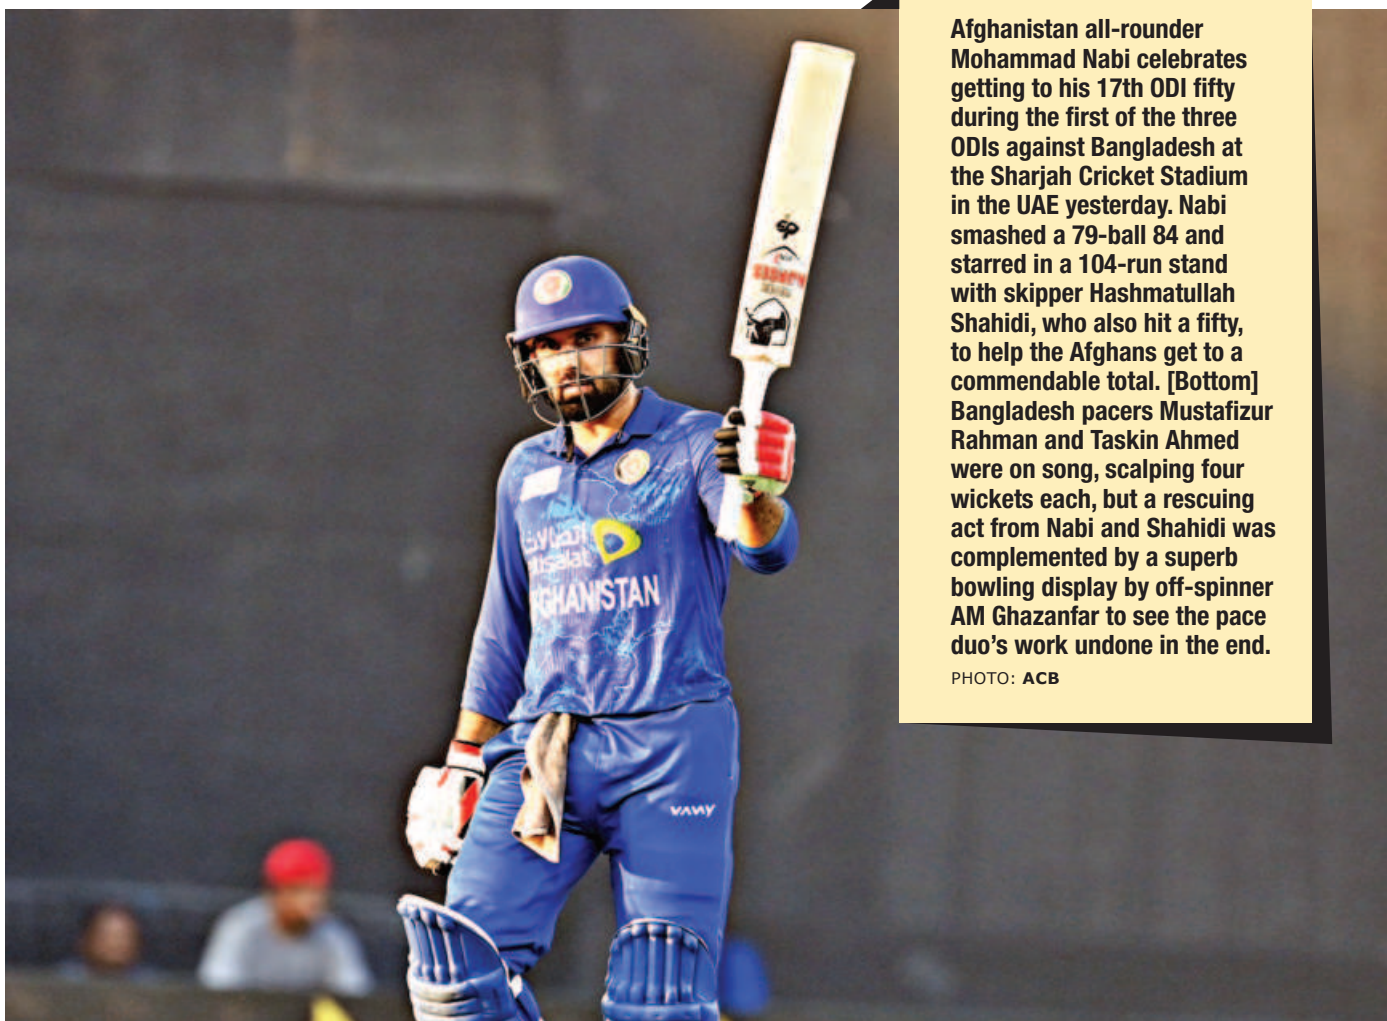 Afghanistan all-rounder
Mohammad Nabi celebrates
getting to his 17th ODI fifty
during the first of the three
ODIs against Bangladesh at
the Sharjah Cricket Stadium
in the UAE yesterday. Nabi
smashed a 79-ball 84 and
starred in a 104-run stand
with skipper Hashmatullah
Shahidi, who also hit a fifty,
to help the Afghans get to a
commendable total. [Bottom]
Bangladesh pacers Mustafizur
Rahman and Taskin Ahmed
were on song, scalping four
wickets each, but a rescuing
act from Nabi and Shahidi was
complemented by a superb
bowling display by off-spinner
AM Ghazanfar to see the pace
duo’s work undone in the end.
PHOTO: ACB